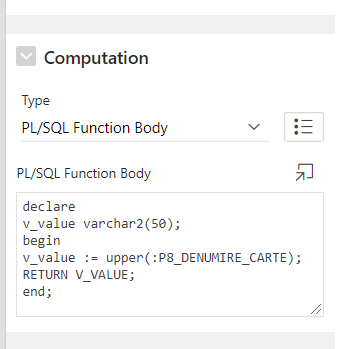 Computation
Type
PL/SQL Function Body
PL/SQL Function Body
declare
v_value varchar2(50);
begin
v_value := upper(:P8_DENUMIRE_CARTE);
RETURN V_VALUE;
end;